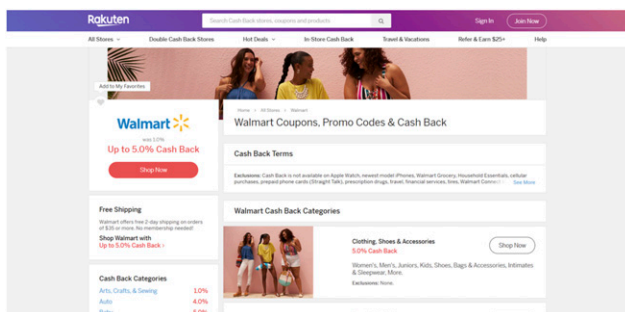 Rakuten
Search Cash Back stores, coupons and products
Sign In
Join Now
All Stores
Double Cash Back Stores
Hot Deals
In-Store Cash Back
Travel & Vacations
Refer & Earn $25+
Help
Add to My Favorites
Walmart
was 1.0%
Up to 5.0% Cash Back
Shop Now
Home > All Stores > Walmart
Walmart Coupons, Promo Codes & Cash Back
Cash Back Terms
Exclusions: Cash Back is not available on Apple Watch, newest model iPhones, Walmart Grocery, Household Essentials, cellular
purchases, prepaid phone cards (Straight Talk), prescription drugs, travel, financial services, tires, Walmart Connect
See More
Free Shipping
Walmart offers free 2-day shipping on orders
of $35 or more. No membership needed!
Shop Walmart with
Up to 5.0% Cash Back ›
Cash Back Categories
Arts, Crafts, & Sewing 1.0%
Auto 4.0%
Walmart Cash Back Categories
Clothing, Shoes & Accessories
5.0% Cash Back
Shop Now
Women's, Men's, Juniors, Kids, Shoes, Bags & Accessories, Intimates
& Sleepwear, More.
Exclusions: None.